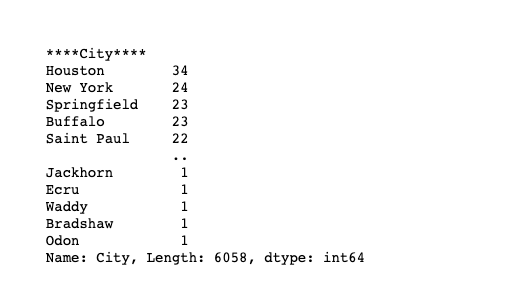 ****City****
Houston 34
New York 24
Springfield 23
Buffalo 23
Saint Paul 22
..
Jackhorn 1
Ecru 1
Waddy 1
Bradshaw 1
Odon 1
Name: City, Length: 6058, dtype: int64